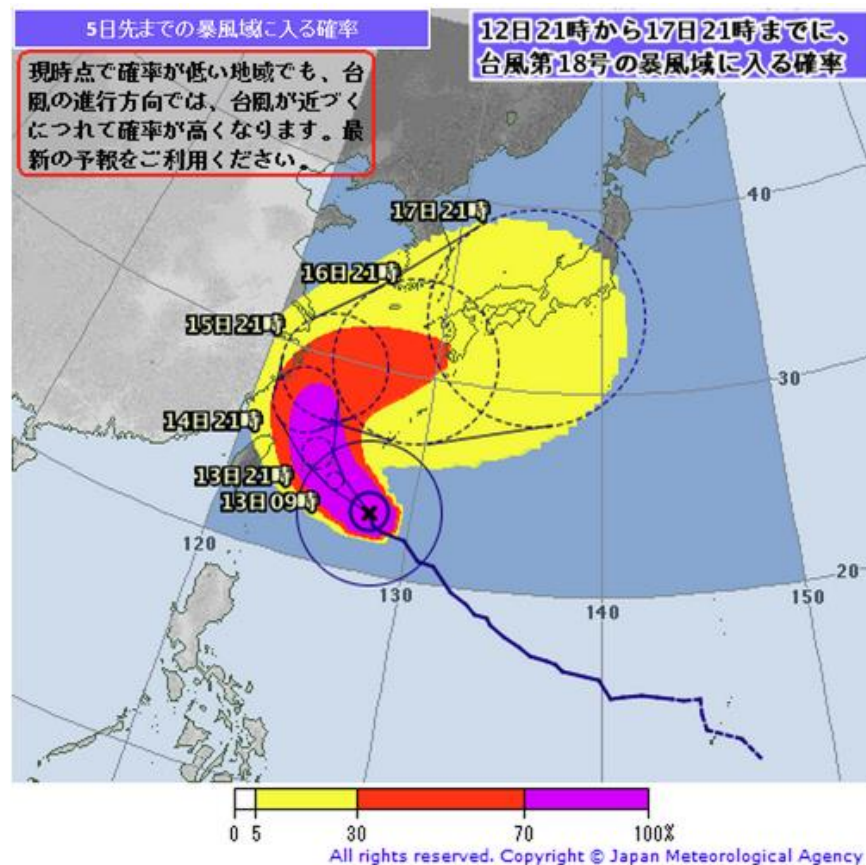 5日先までの暴風域に入る確率
12日21時から17日21時までに、
台風第18号の暴風域に入る確率
現時点で確率が低い地域でも、台
風の進行方向では、台風が近づく
につれて確率が高くなります。最
新の予報をご利用ください。
17日21時
40
16日21時
15日21時
30
14日21時
13日21時
13日09時
120
20
130
140
150
0 5 30 70 100%
All rights reserved. Copyright © Japan Meteorological Agency